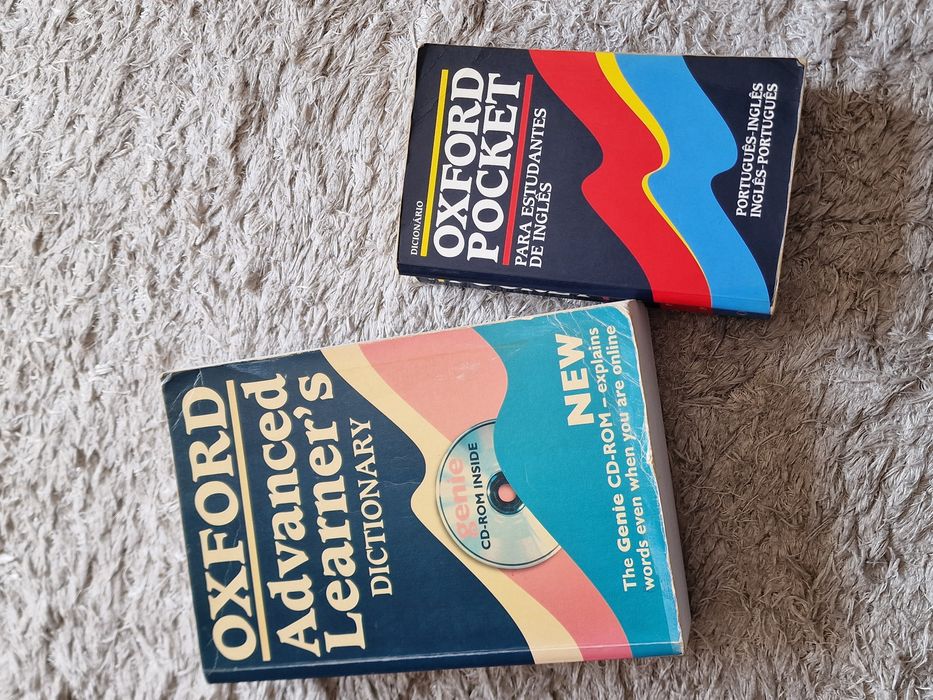 DICIONÁRIO
OXFORD
POCKET
PARA ESTUDANTES
DE INGLÊS
PORTUGUÊS-INGLÊS
INGLÊS-PORTUGUÊS
OXFORD
Advanced
Learner's
DICTIONARY
genie
CD-ROM INSIDE
NEW
The Genie CD-ROM – explains
words even when you are online